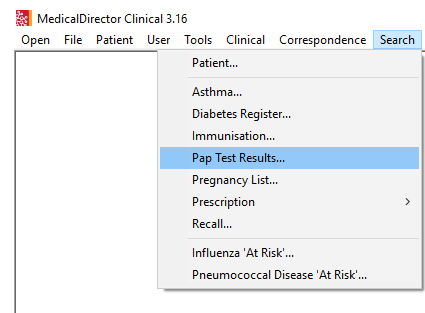 MedicalDirector Clinical 3.16
Open File Patient User Tools Clinical Correspondence Search
Patient...
Asthma...
Diabetes Register...
Immunisation...
Pap Test Results...
Pregnancy List...
Prescription
Recall...
Influenza 'At Risk'...
Pneumococcal Disease 'At Risk'...